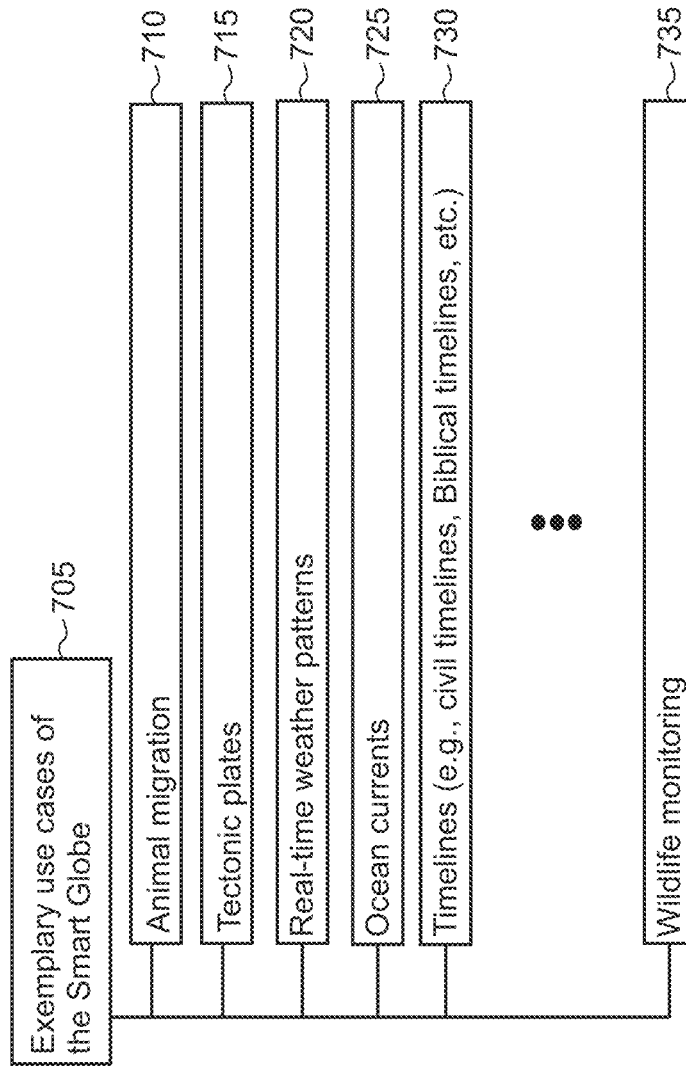 Exemplary use cases of
the Smart Globe
705
Animal migration
710
Tectonic plates
715
Real-time weather patterns
720
Ocean currents
725
Timelines (e.g., civil timelines, Biblical timelines, etc.)
730
Wildlife monitoring
735